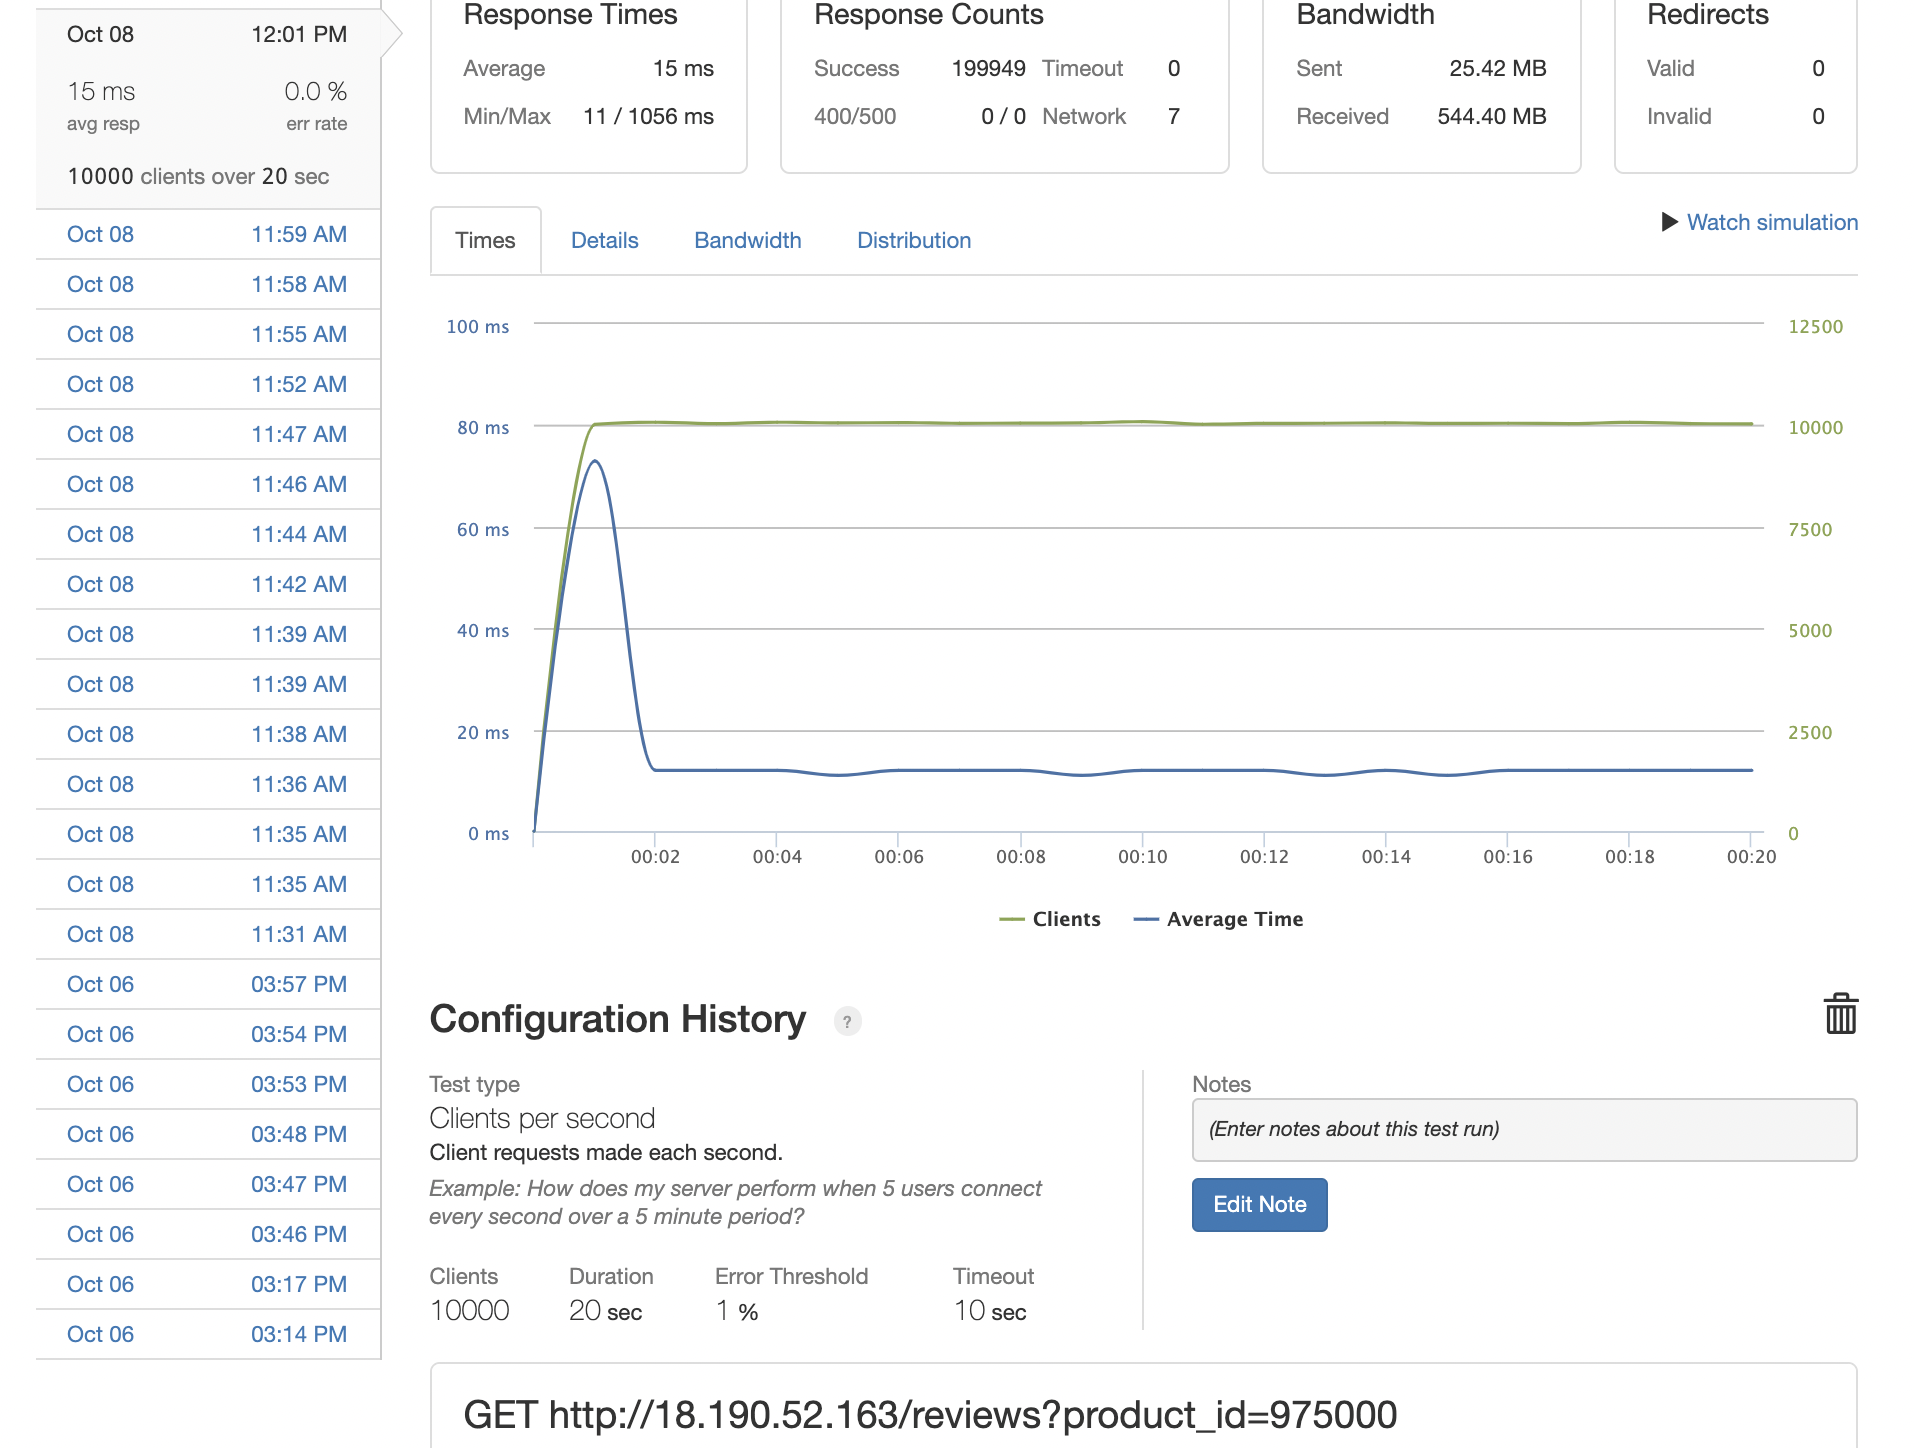 Oct 08 12:01 PM
15 ms 0.0 %
avg resp err rate
10000 clients over 20 sec
Oct 08 11:59 AM
Oct 08 11:58 AM
Oct 08 11:55 AM
Oct 08 11:52 AM
Oct 08 11:47 AM
Oct 08 11:46 AM
Oct 08 11:44 AM
Oct 08 11:42 AM
Oct 08 11:39 AM
Oct 08 11:39 AM
Oct 08 11:38 AM
Oct 08 11:36 AM
Oct 08 11:35 AM
Oct 08 11:35 AM
Oct 08 11:31 AM
Oct 06 03:57 PM
Oct 06 03:54 PM
Oct 06 03:53 PM
Oct 06 03:48 PM
Oct 06 03:47 PM
Oct 06 03:46 PM
Oct 06 03:17 PM
Oct 06 03:14 PM
Response Times
Average 15 ms
Min/Max 11 / 1056 ms
Response Counts
Success 199949 Timeout 0
400/500 0 / 0 Network 7
Bandwidth
Sent 25.42 MB
Received 544.40 MB
Redirects
Valid 0
Invalid 0
Times Details Bandwidth Distribution
Watch simulation
100 ms 12500
80 ms 10000
60 ms 7500
40 ms 5000
20 ms 2500
0 ms 0
00:02 00:04 00:06 00:08 00:10 00:12 00:14 00:16 00:18 00:20
Clients Average Time
Configuration History ?
Test type
Clients per second
Client requests made each second.
Example: How does my server perform when 5 users connect
every second over a 5 minute period?
Clients Duration Error Threshold Timeout
10000 20 sec 1 % 10 sec
Notes
(Enter notes about this test run)
Edit Note
GET http://18.190.52.163/reviews?product_id=975000